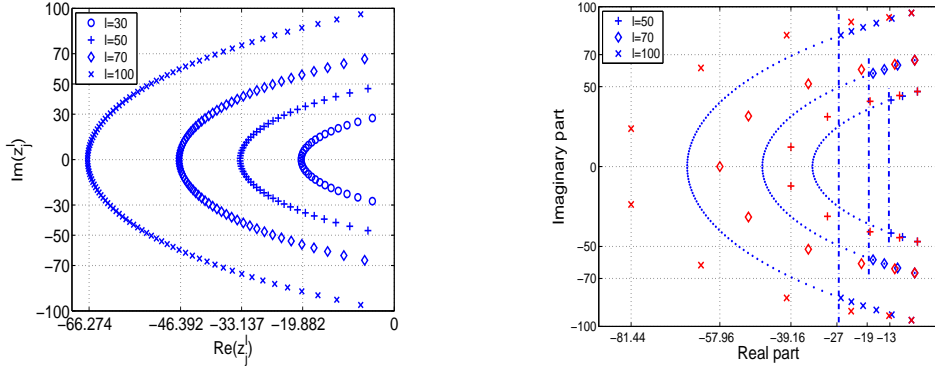 l=30
l=50
l=70
l=100
100
70
50
30
0
−30
−50
−70
−100
Im(z_j^l)
−66.274 −46.392 −33.137 −19.882 0
Re(z_j^l)
l=50
l=70
l=100
100
70
50
0
−50
−70
−100
Imaginary part
−81.44 −57.96 −39.16 −27 −19 −13
Real part